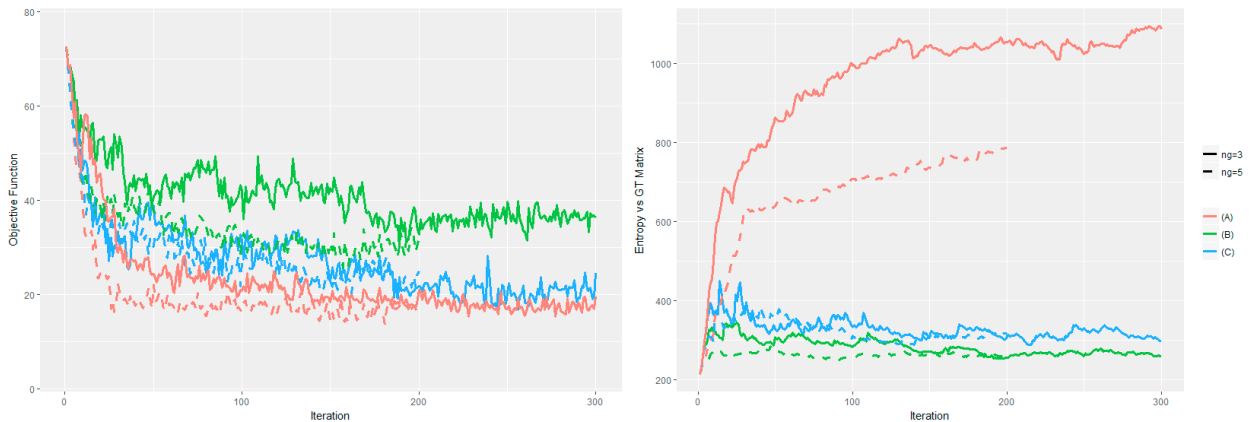 80
60
40
20
0
Objective Function
0
100
200
300
Iteration
1000
800
600
400
200
Entropy vs GT Matrix
0
100
200
300
Iteration
ng=3
ng=5
(A)
(B)
(C)